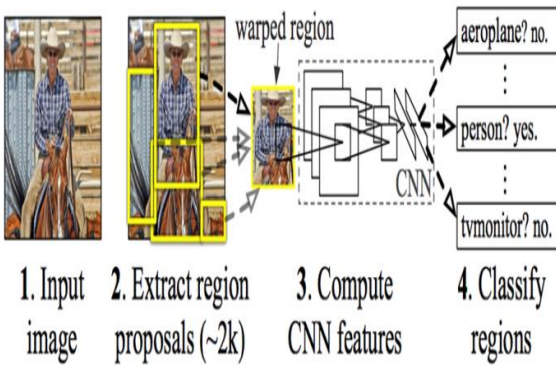 warped region
aeroplane? no.
person? yes.
CNN
tvmonitor? no.
1. Input
image
2. Extract region
proposals (~2k)
3. Compute
CNN features
4. Classify
regions